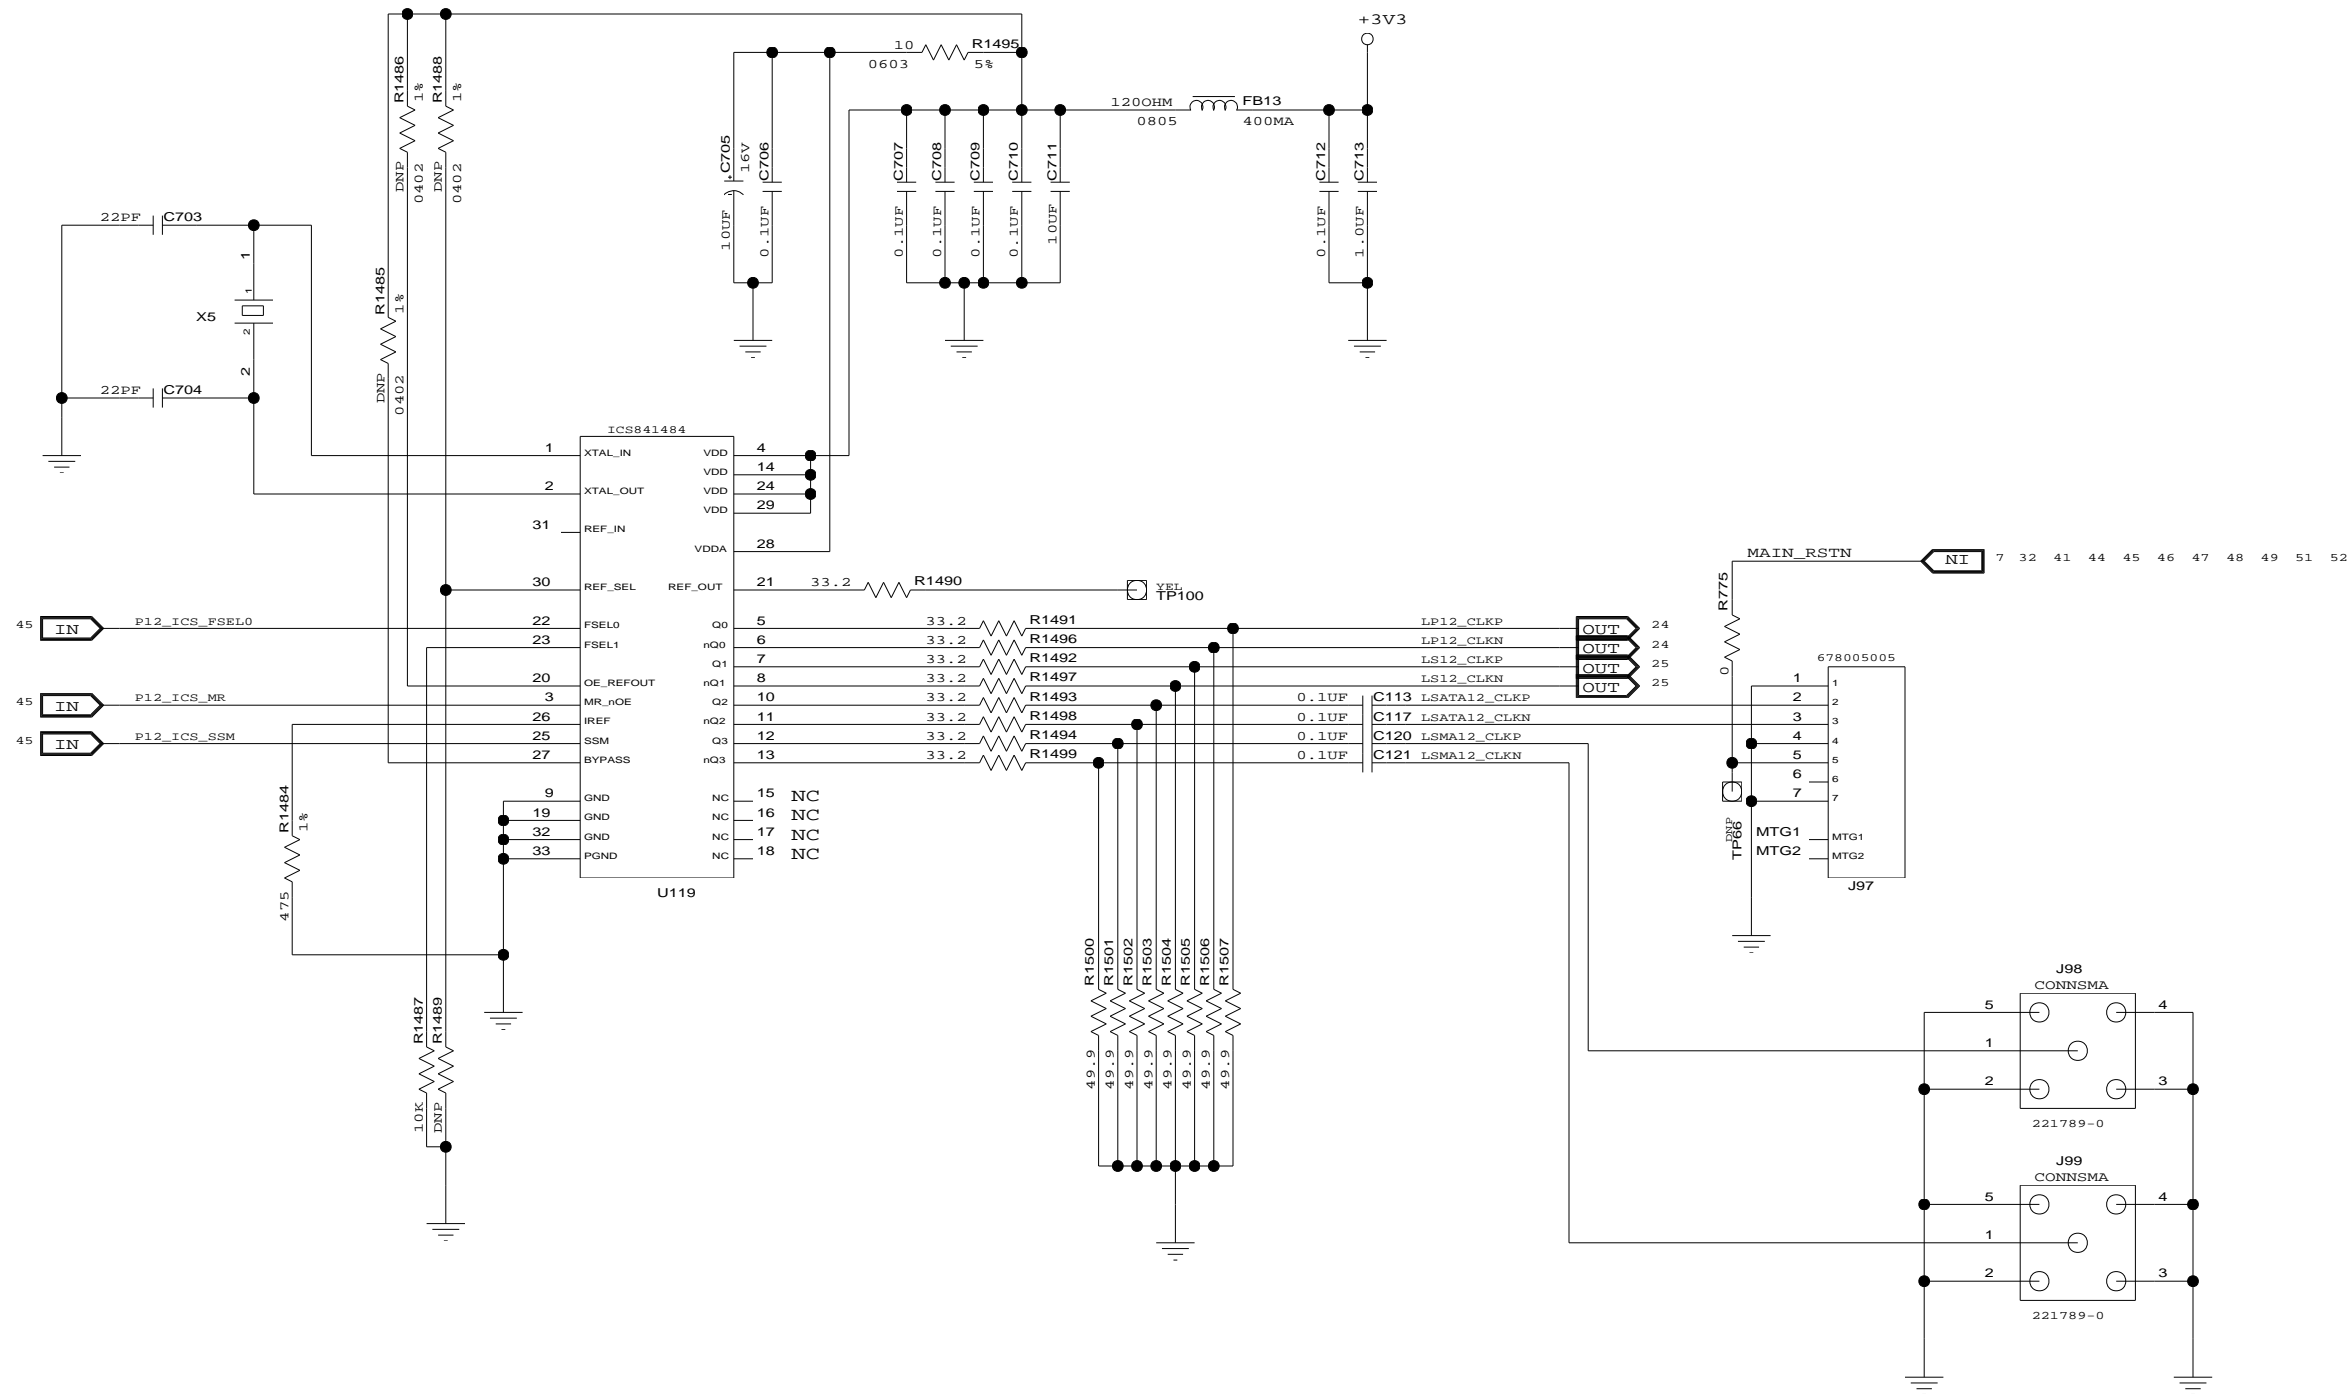 +3V3
10 R1495
0603 5%
R1486 1%
DNP 0402
R1488 1%
DNP 0402
120OHM FB13
0805 400MA
C705 16V
10UF
C706
0.1UF
C707
0.1UF
C708
0.1UF
C709
0.1UF
C710
0.1UF
C711
10UF
C712
0.1UF
C713
1.0UF
22PF C703
1
1
X5
2
2
22PF C704
R1485 1%
DNP 0402
ICS841484
1 XTAL_IN VDD 4
VDD 14
2 XTAL_OUT VDD 24
VDD 29
31 REF_IN
VDDA 28
30 REF_SEL REF_OUT 21 33.2 R1490 YEL
TP100
45 IN P12_ICS_FSEL0 22 FSEL0 Q0 5 33.2 R1491 LP12_CLKP OUT 24
23 FSEL1 nQ0 6 33.2 R1496 LP12_CLKN OUT 24
Q1 7 33.2 R1492 LS12_CLKP OUT 25
20 OE_REFOUT nQ1 8 33.2 R1497 LS12_CLKN OUT 25
45 IN P12_ICS_MR 3 MR_nOE Q2 10 33.2 R1493 0.1UF C113 LSATA12_CLKP
26 IREF nQ2 11 33.2 R1498 0.1UF C117 LSATA12_CLKN
45 IN P12_ICS_SSM 25 SSM Q3 12 33.2 R1494 0.1UF C120 LSMA12_CLKP
27 BYPASS nQ3 13 33.2 R1499 0.1UF C121 LSMA12_CLKN
9 GND NC 15 NC
19 GND NC 16 NC
32 GND NC 17 NC
33 PGND NC 18 NC
U119
R1484 1%
475
R1487
10K
R1489
DNP
R1500
49.9
R1501
49.9
R1502
49.9
R1503
49.9
R1504
49.9
R1505
49.9
R1506
49.9
R1507
49.9
MAIN_RSTN NI 7 32 41 44 45 46 47 48 49 51 52
R775
0
678005005
1 1
2 2
3 3
4 4
5 5
6 6
7 7
DNP
TP66
MTG1 MTG1
MTG2 MTG2
J97
J98
CONNSMA
5 4
1
2 3
221789-0
J99
CONNSMA
5 4
1
2 3
221789-0